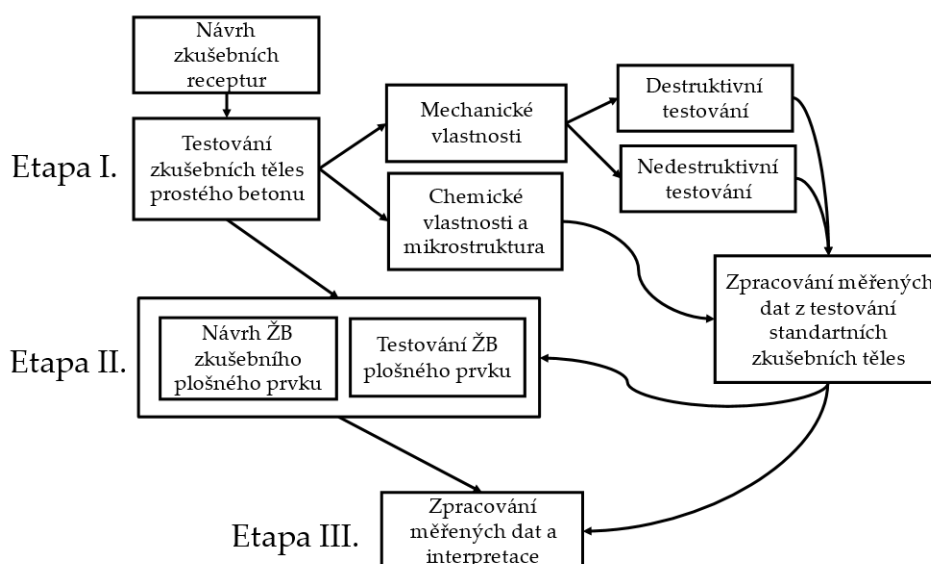 Návrh
zkušebních
receptur
Etapa I.
Testování
zkušebních těles
prostého betonu
Mechanické
vlastnosti
Chemické
vlastnosti a
mikrostruktura
Destruktivní
testování
Nedestruktivní
testování
Zpracování měřených
dat z testování
standartních
zkušebních těles
Etapa II.
Návrh ŽB
zkušebního
plošného prvku
Testování ŽB
plošného prvku
Etapa III.
Zpracování
měřených dat a
interpretace